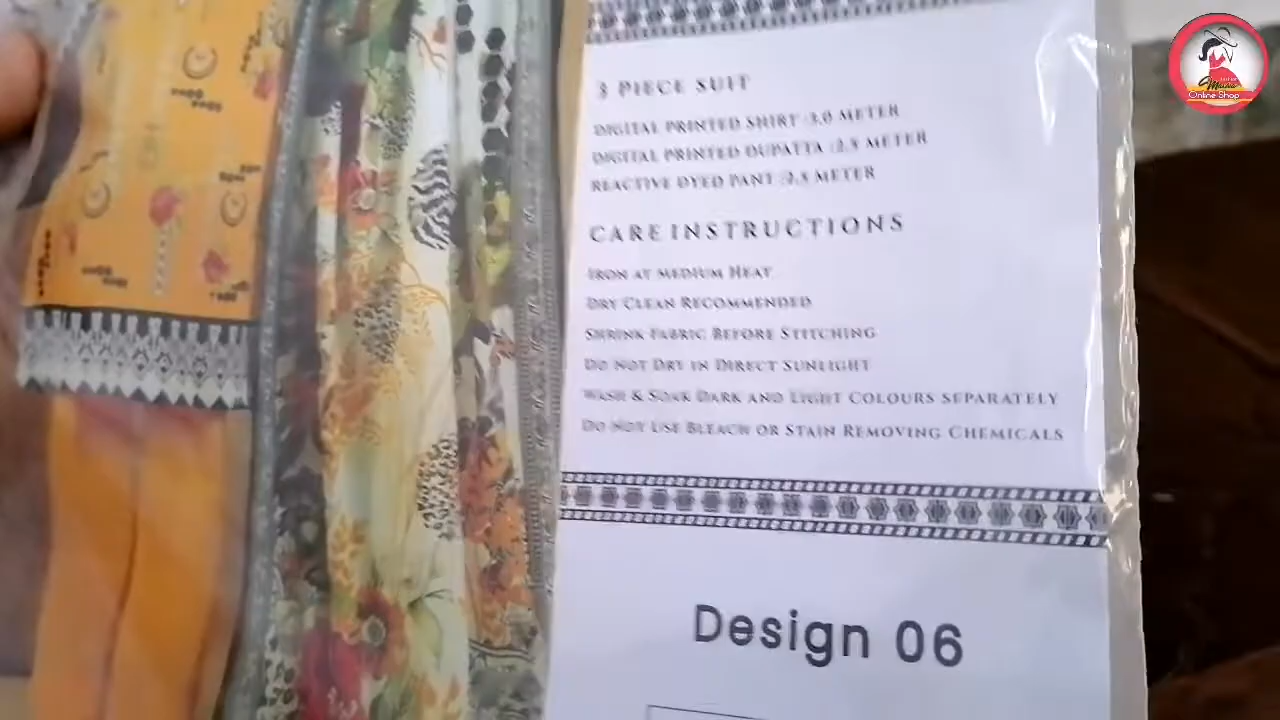 3 PIECE SUIT
DIGITAL PRINTED SHIRT :3.0 METER
DIGITAL PRINTED DUPATTA :2.5 METER
REACTIVE DYED PANT :2.5 METER
CARE INSTRUCTIONS
IRON AT MEDIUM HEAT
DRY CLEAN RECOMMENDED
SHRINK FABRIC BEFORE STITCHING
DO NOT DRY IN DIRECT SUNLIGHT
WASH & SOAK DARK AND LIGHT COLOURS SEPARATELY
DO NOT USE BLEACH OR STAIN REMOVING CHEMICALS
Design 06
Online Shop